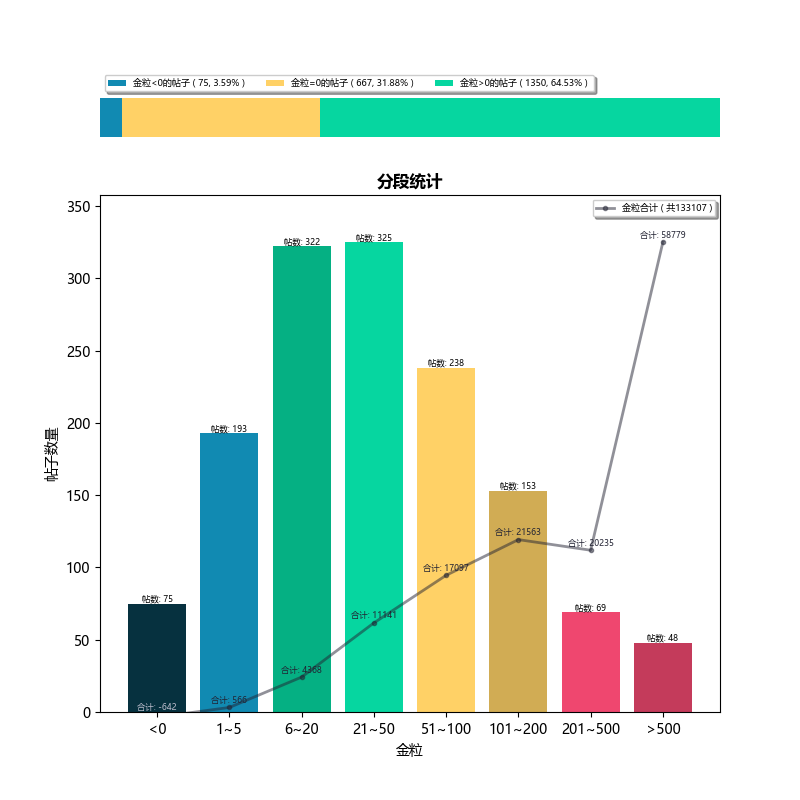 金粒<0的帖子 ( 75, 3.59% ) 金粒=0的帖子 ( 667, 31.88% ) 金粒>0的帖子 ( 1350, 64.53% )
分段统计
金粒合计 ( 共133107 )
350
300
250
200
150
100
50
0
帖子数量
帖数: 75
帖数: 193
帖数: 322
帖数: 325
帖数: 238
帖数: 153
帖数: 69
帖数: 48
合计: -642
合计: 566
合计: 4368
合计: 11141
合计: 17097
合计: 21563
合计: 20235
合计: 58779
<0 1~5 6~20 21~50 51~100 101~200 201~500 >500
金粒